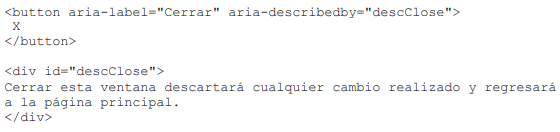 <button aria-label="Cerrar" aria-describedby="descClose">
 X
</button>

<div id="descClose">
Cerrar esta ventana descartará cualquier cambio realizado y regresará
a la página principal.
</div>